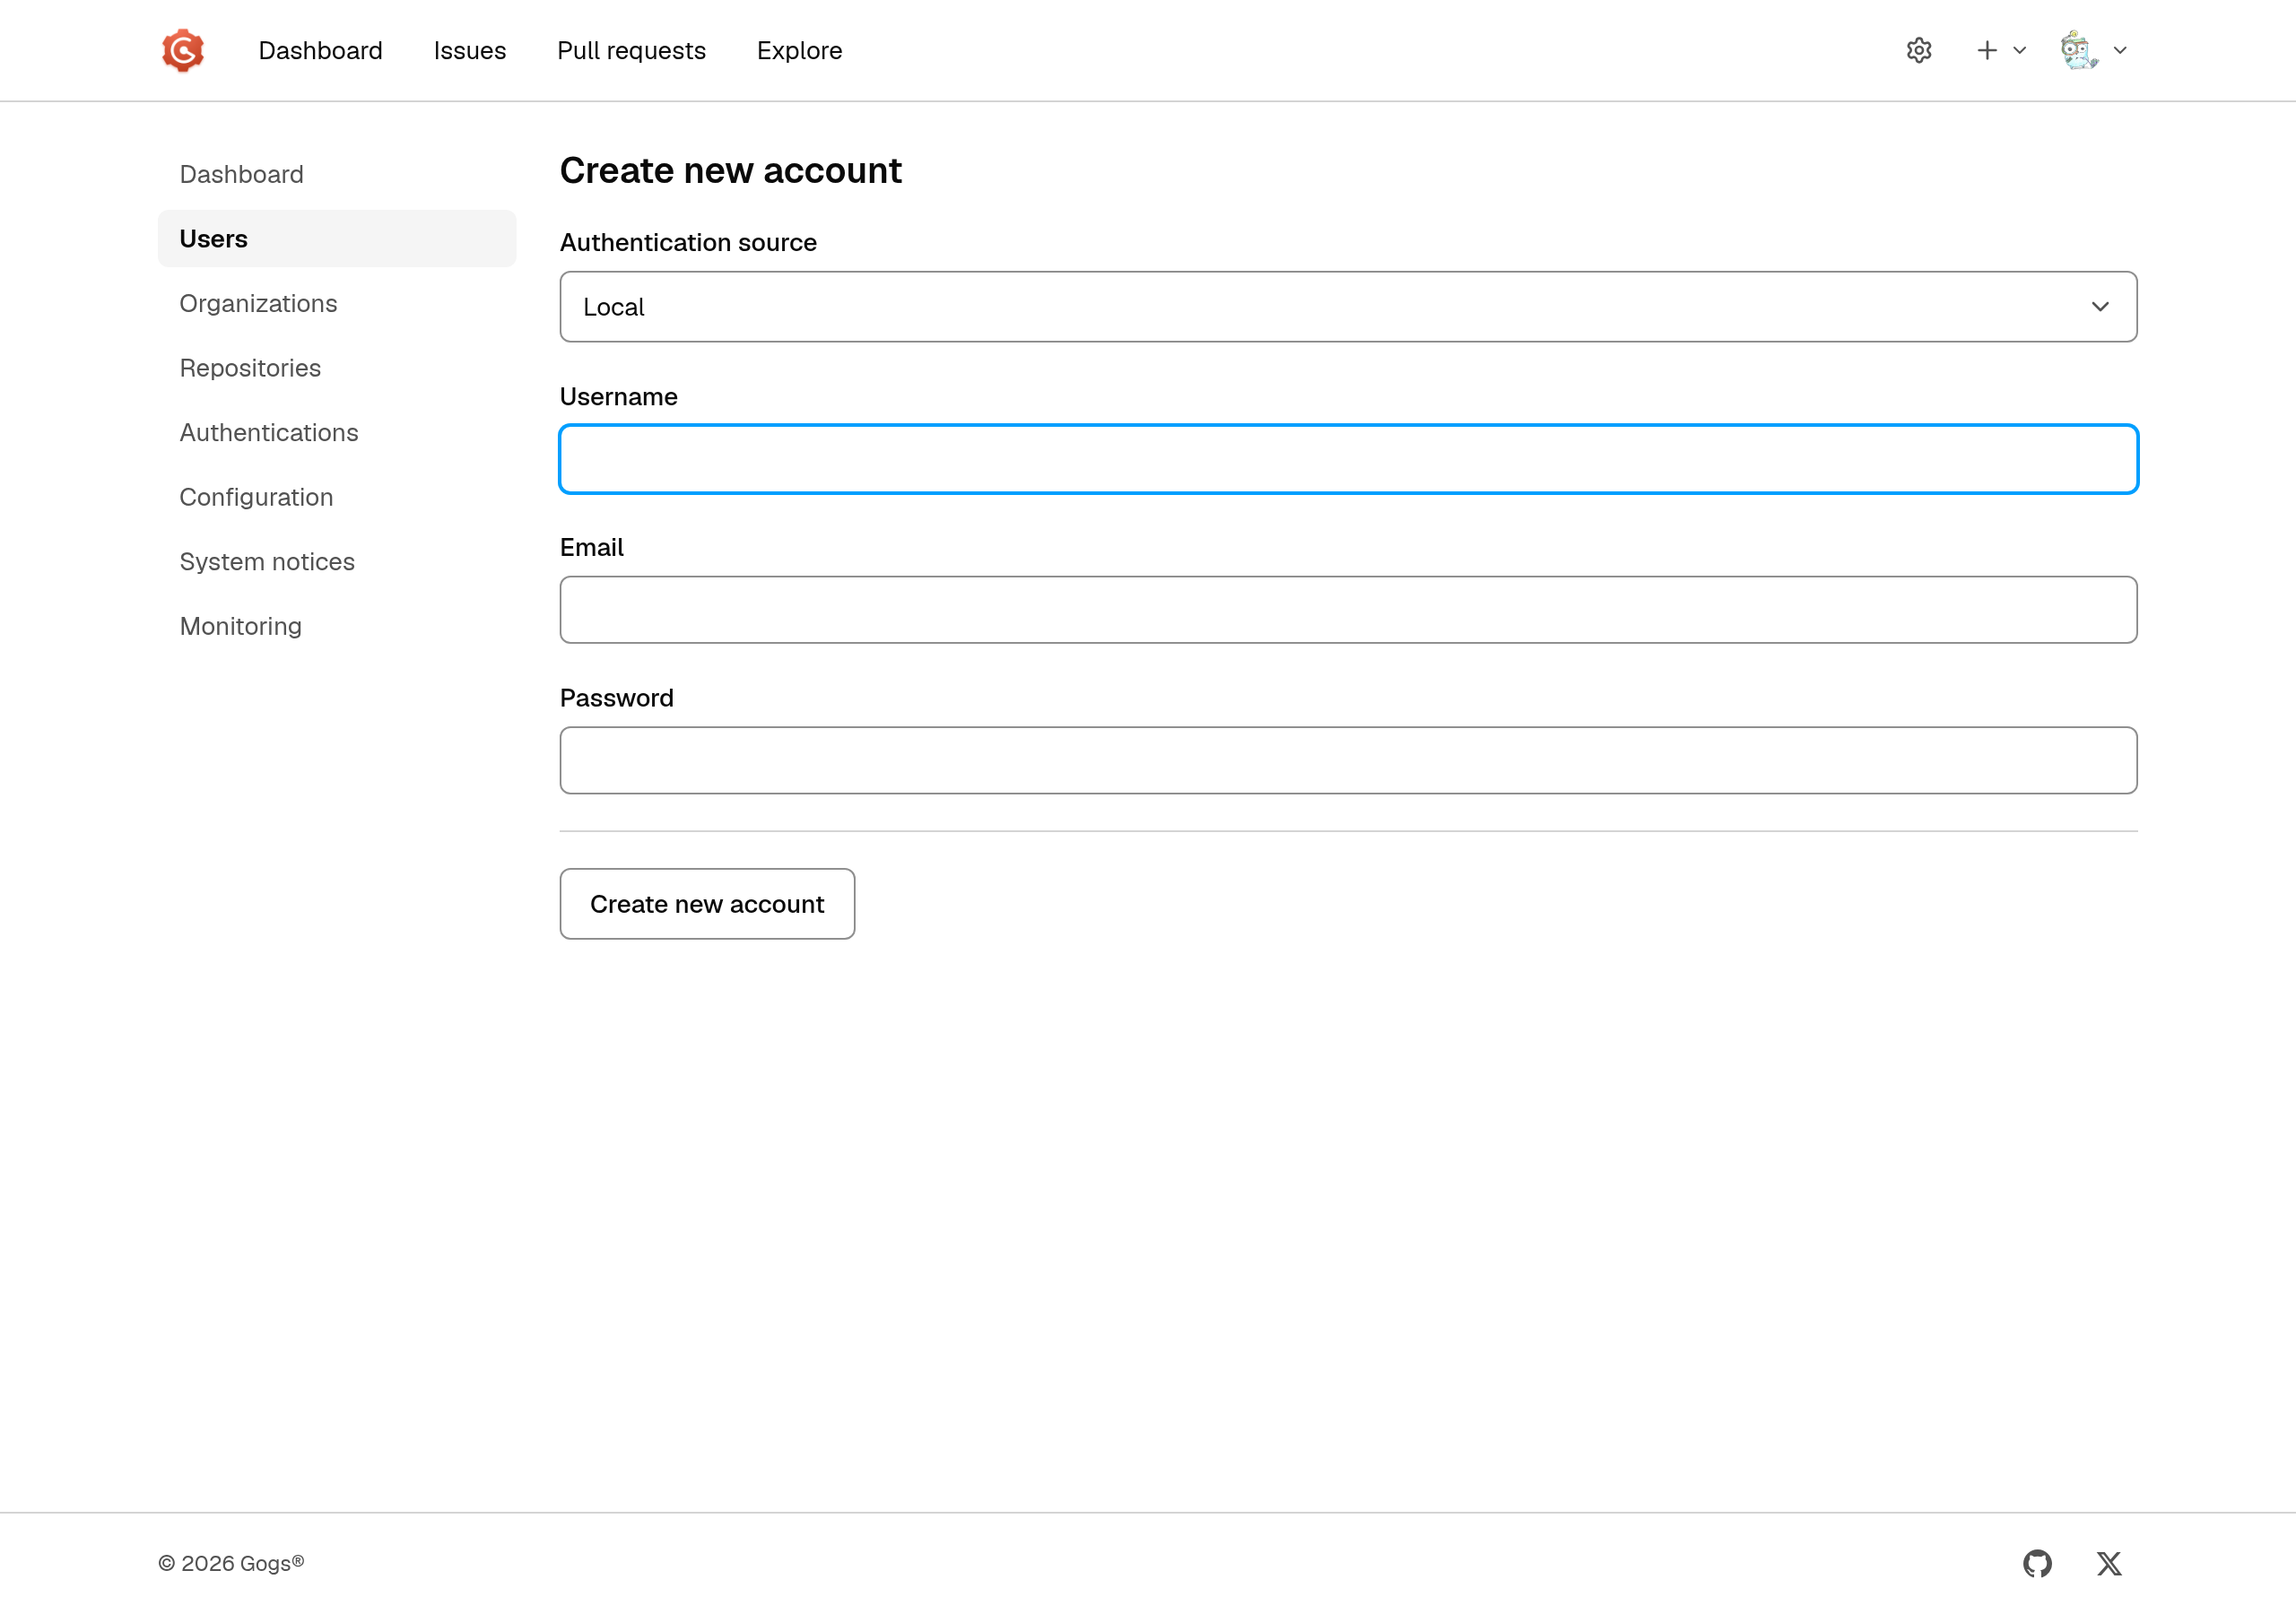 Dashboard
Issues
Pull requests
Explore
Dashboard
Users
Organizations
Repositories
Authentications
Configuration
System notices
Monitoring
Create new account
Authentication source
Local
Username
Email
Password
Create new account
© 2026 Gogs®